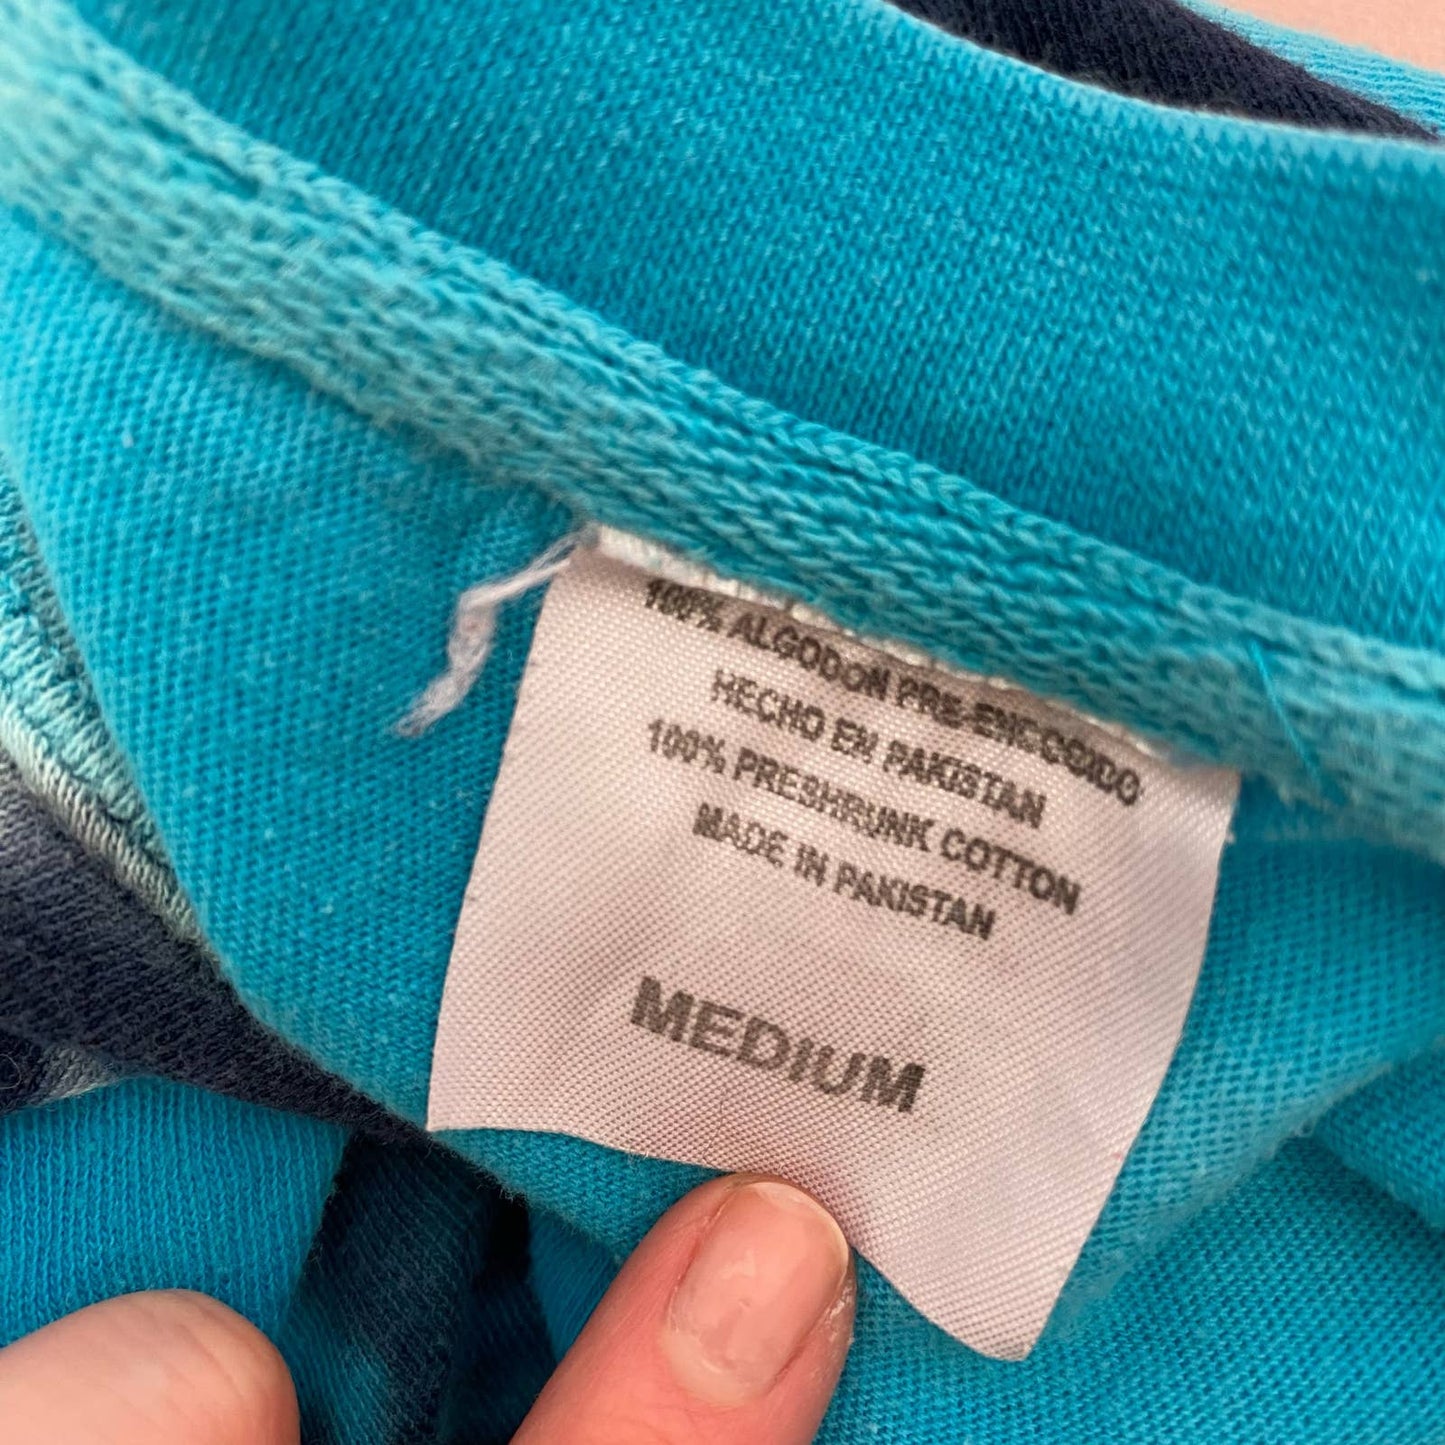 100% ALGODON PRE-ENCOGIDO
HECHO EN PAKISTAN
100% PRESHRUNK COTTON
MADE IN PAKISTAN
MEDIUM